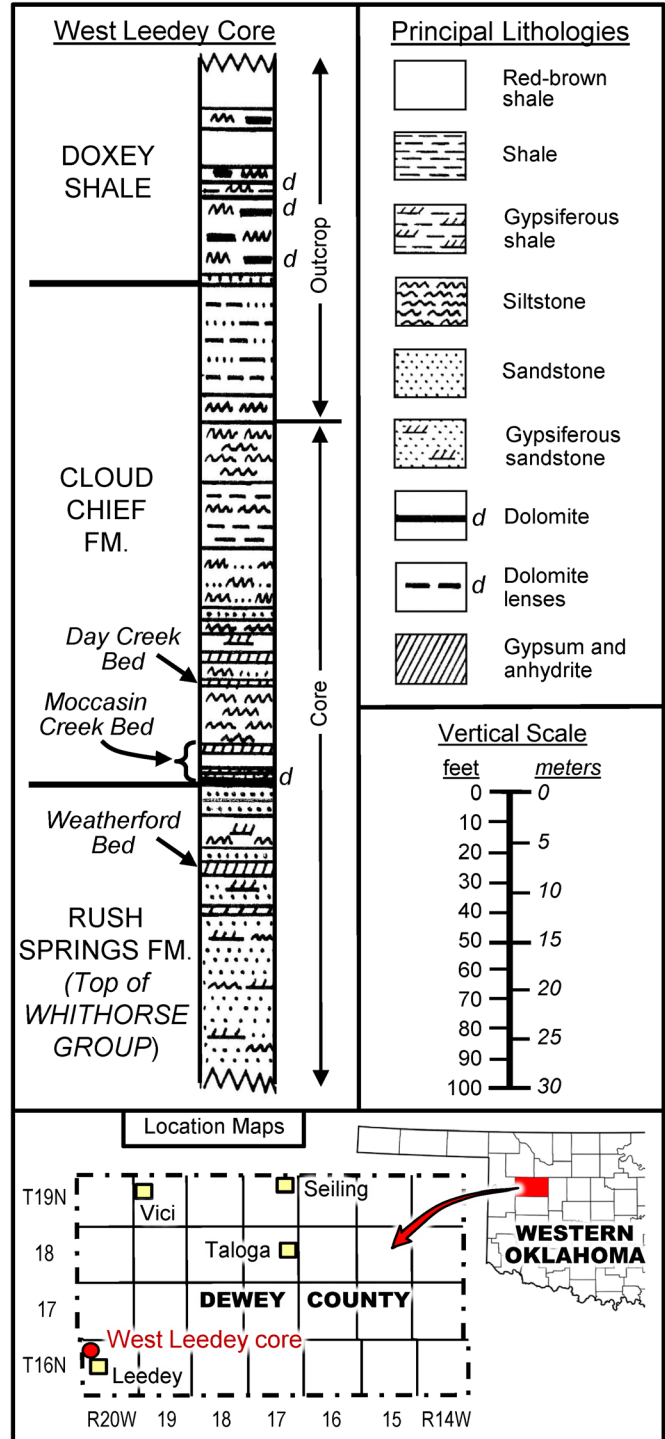 West Leedey Core
DOXEY
SHALE
d
d
d
Outcrop
CLOUD
CHIEF
FM.
Day Creek
Bed
Moccasin
Creek Bed
Core
d
Weatherford
Bed
RUSH
SPRINGS FM.
(Top of
WHITHORSE
GROUP)
Principal Lithologies
Red-brown
shale
Shale
Gypsiferous
shale
Siltstone
Sandstone
Gypsiferous
sandstone
d Dolomite
d Dolomite
lenses
Gypsum and
anhydrite
Vertical Scale
feet meters
0 0
10
5
20
30
10
40
50 15
60
20
70
80
25
90
100 30
Location Maps
T19N
Vici
Seiling
18
Taloga
17
DEWEY COUNTY
West Leedey core
T16N
Leedey
R20W 19 18 17 16 15 R14W
WESTERN
OKLAHOMA